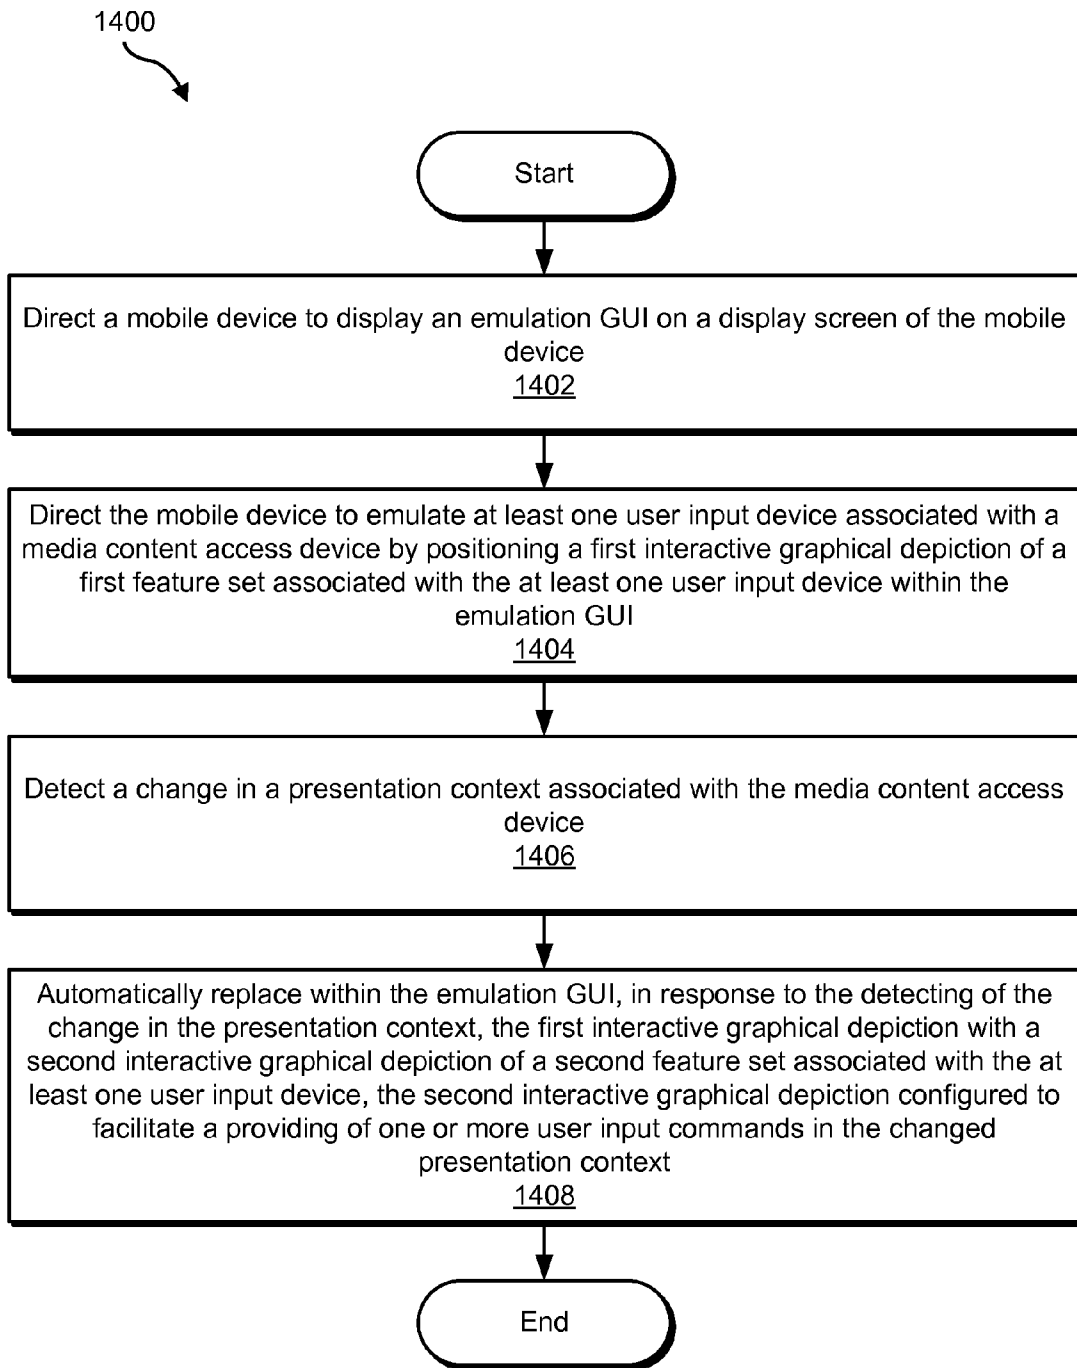 1400
Start
Direct a mobile device to display an emulation GUI on a display screen of the mobile
device
1402
Direct the mobile device to emulate at least one user input device associated with a
media content access device by positioning a first interactive graphical depiction of a
first feature set associated with the at least one user input device within the
emulation GUI
1404
Detect a change in a presentation context associated with the media content access
device
1406
Automatically replace within the emulation GUI, in response to the detecting of the
change in the presentation context, the first interactive graphical depiction with a
second interactive graphical depiction of a second feature set associated with the at
least one user input device, the second interactive graphical depiction configured to
facilitate a providing of one or more user input commands in the changed
presentation context
1408
End